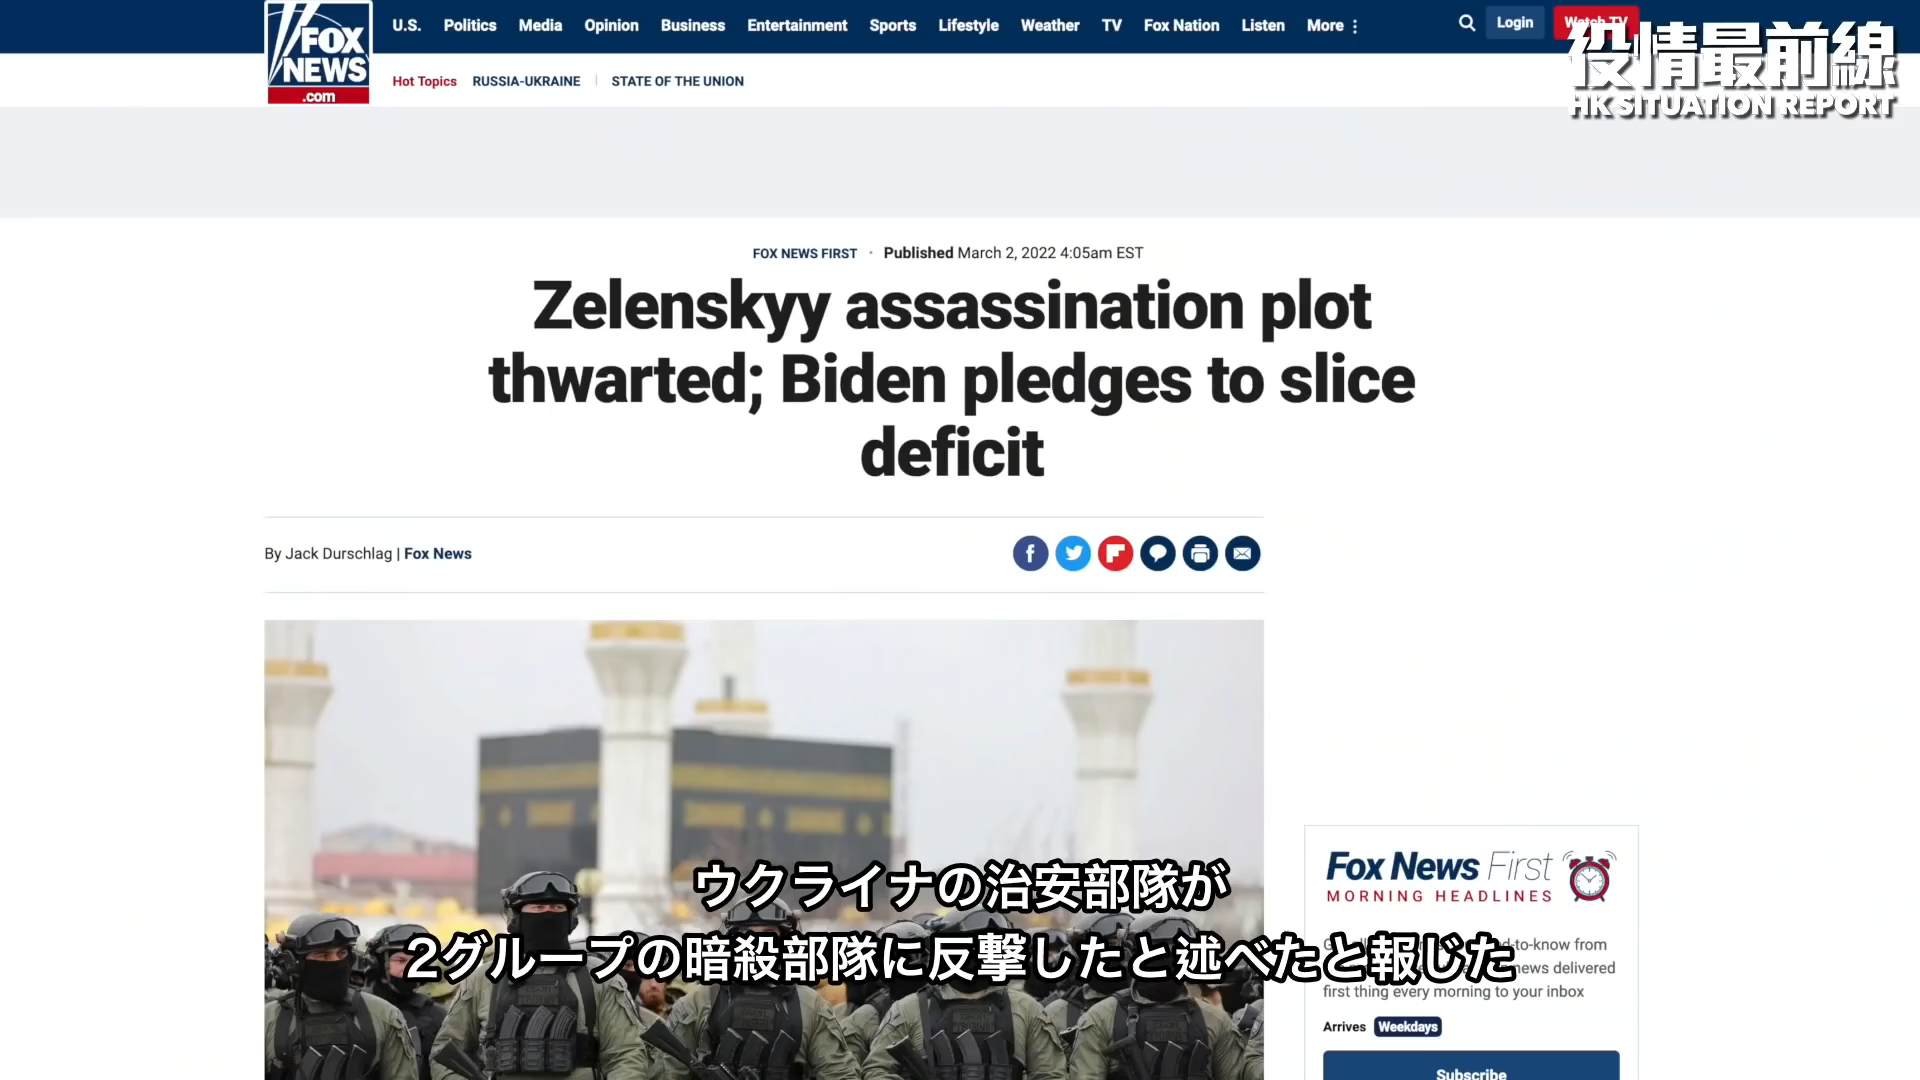 FOX
NEWS
.com
U.S. Politics Media Opinion Business Entertainment Sports Lifestyle Weather TV Fox Nation Listen More
Login Watch TV
役情最前線
HK SITUATION REPORT
Hot Topics RUSSIA-UKRAINE STATE OF THE UNION
FOX NEWS FIRST · Published March 2, 2022 4:05am EST
Zelenskyy assassination plot
thwarted; Biden pledges to slice
deficit
By Jack Durschlag | Fox News
Fox News First
MORNING HEADLINES
ウクライナの治安部隊が
2グループの暗殺部隊に反撃したと述べたと報じた
-to-know from
news delivered
first thing every morning to your inbox
Arrives Weekdays
Subscribe